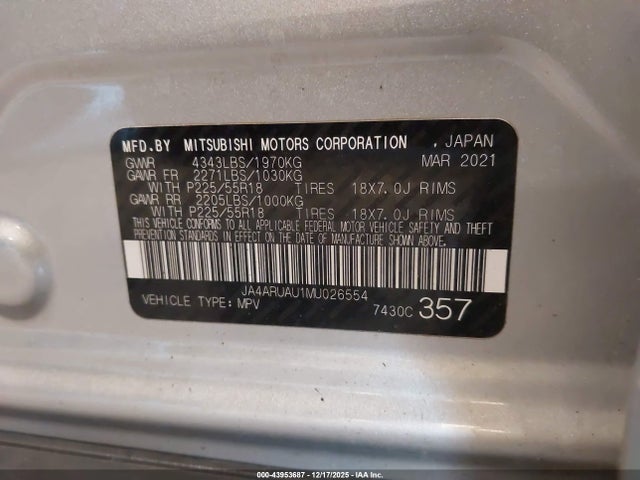 MFD.BY MITSUBISHI MOTORS CORPORATION , JAPAN
GVWR 4343LBS/1970KG MAR 2021
GAWR FR 2271LBS/1030KG
WITH P225/55R18 TIRES 18X7.0J RIMS
GAWR RR 2205LBS/1000KG
WITH P225/55R18 TIRES 18X7.0J RIMS
THIS VEHICLE CONFORMS TO ALL APPLICABLE FEDERAL MOTOR VEHICLE SAFETY AND THEFT
PREVENTION STANDARDS IN EFFECT ON THE DATE OF MANUFACTURE SHOWN ABOVE.
JA4ARUAU1MU026554
VEHICLE TYPE: MPV 7430C 357
000-43953687 - 12/17/2025 - IAA Inc.